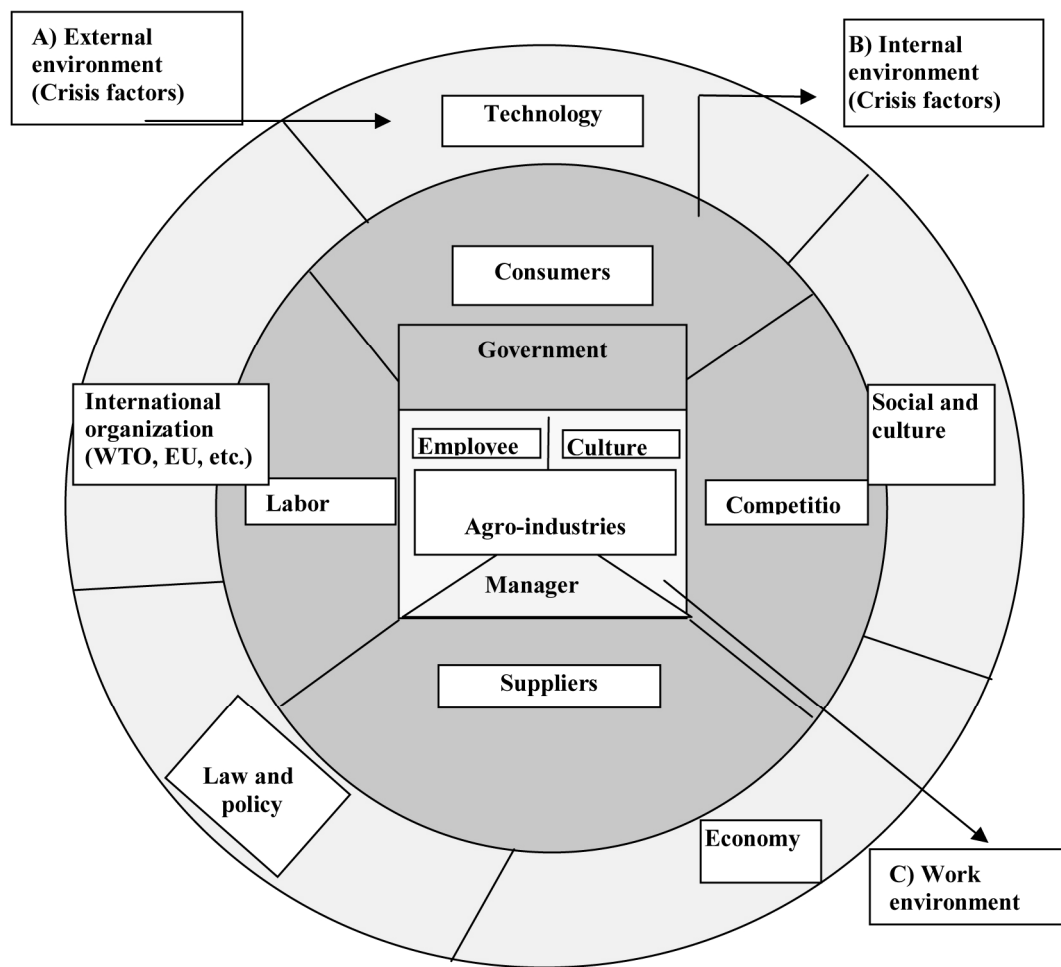 A) External
environment
(Crisis factors)
B) Internal
environment
(Crisis factors)
Technology
Consumers
Government
International
organization
(WTO, EU, etc.)
Social and
culture
Employee
Culture
Labor
Competitio
Agro-industries
Manager
Suppliers
Law and
policy
Economy
C) Work
environment